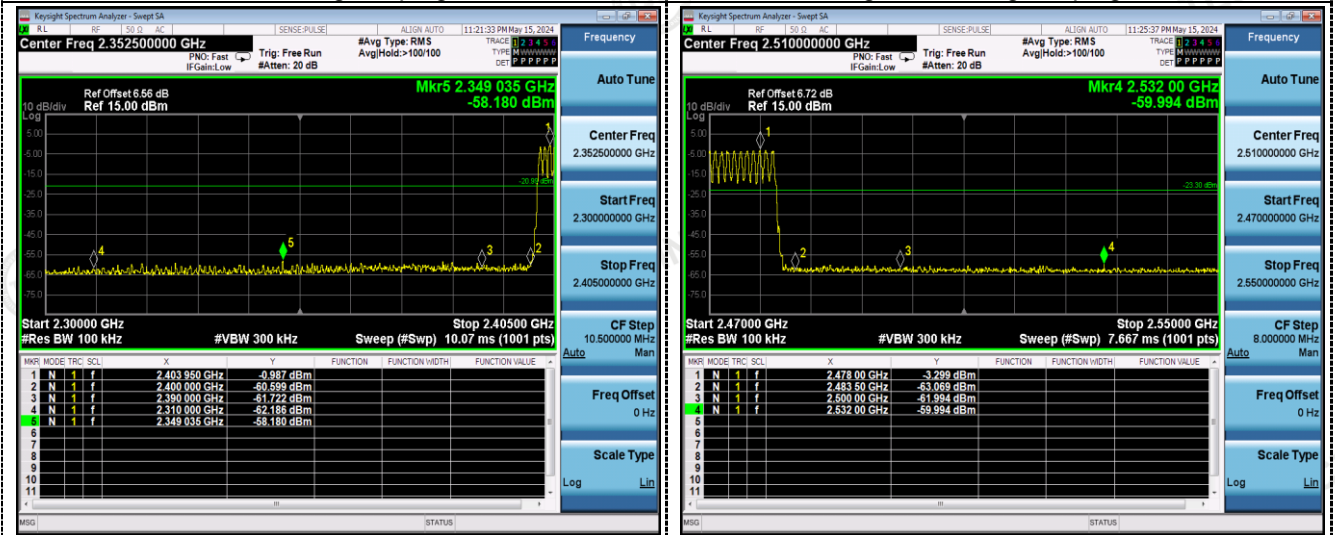 Keysight Spectrum Analyzer - Swept SA
RL RF 50 Ω AC SENSE:PULSE ALIGN AUTO 11:21:33 PM May 15, 2024
Center Freq 2.352500000 GHz
PNO: Fast
IFGain:Low
Trig: Free Run
#Atten: 20 dB
#Avg Type: RMS
Avg|Hold:>100/100
TRACE 1 2 3 4 5 6
TYPE M W W W W W
DET P P P P P P
Mkr5 2.349 035 GHz
-58.180 dBm
Ref Offset 6.56 dB
10 dB/div Ref 15.00 dBm
Log
5.00
-5.00
-15.0
-25.0
-35.0
-45.0
-55.0
-65.0
-75.0
1
5
4
3
2
Start 2.30000 GHz Stop 2.40500 GHz
#Res BW 100 kHz #VBW 300 kHz Sweep (#Swp) 10.07 ms (1001 pts)
MKR MODE TRC SCL X Y FUNCTION FUNCTION WIDTH FUNCTION VALUE
1 N 1 f 2.403 950 GHz -0.987 dBm
2 N 1 f 2.400 000 GHz -60.599 dBm
3 N 1 f 2.390 000 GHz -61.722 dBm
4 N 1 f 2.310 000 GHz -62.186 dBm
5 N 1 f 2.349 035 GHz -58.180 dBm
6
7
8
9
10
11
MSG STATUS
Frequency
Auto Tune
Center Freq
2.352500000 GHz
Start Freq
2.300000000 GHz
Stop Freq
2.405000000 GHz
CF Step
10.500000 MHz
Auto Man
Freq Offset
0 Hz
Scale Type
Log Lin
Keysight Spectrum Analyzer - Swept SA
RL RF 50 Ω AC SENSE:PULSE ALIGN AUTO 11:25:37 PM May 15, 2024
Center Freq 2.510000000 GHz
PNO: Fast
IFGain:Low
Trig: Free Run
#Atten: 20 dB
#Avg Type: RMS
Avg|Hold:>100/100
TRACE 1 2 3 4 5 6
TYPE M W W W W W
DET P P P P P P
Mkr4 2.532 00 GHz
-59.994 dBm
Ref Offset 6.72 dB
10 dB/div Ref 15.00 dBm
Log
5.00
-5.00
-15.0
-25.0
-35.0
-45.0
-55.0
-65.0
-75.0
1
-23.30 dBm
2
3
4
Start 2.47000 GHz Stop 2.55000 GHz
#Res BW 100 kHz #VBW 300 kHz Sweep (#Swp) 7.667 ms (1001 pts)
MKR MODE TRC SCL X Y FUNCTION FUNCTION WIDTH FUNCTION VALUE
1 N 1 f 2.478 00 GHz -3.299 dBm
2 N 1 f 2.483 50 GHz -63.069 dBm
3 N 1 f 2.500 00 GHz -61.994 dBm
4 N 1 f 2.532 00 GHz -59.994 dBm
5
6
7
8
9
10
11
MSG STATUS
Frequency
Auto Tune
Center Freq
2.510000000 GHz
Start Freq
2.470000000 GHz
Stop Freq
2.550000000 GHz
CF Step
8.000000 MHz
Auto Man
Freq Offset
0 Hz
Scale Type
Log Lin